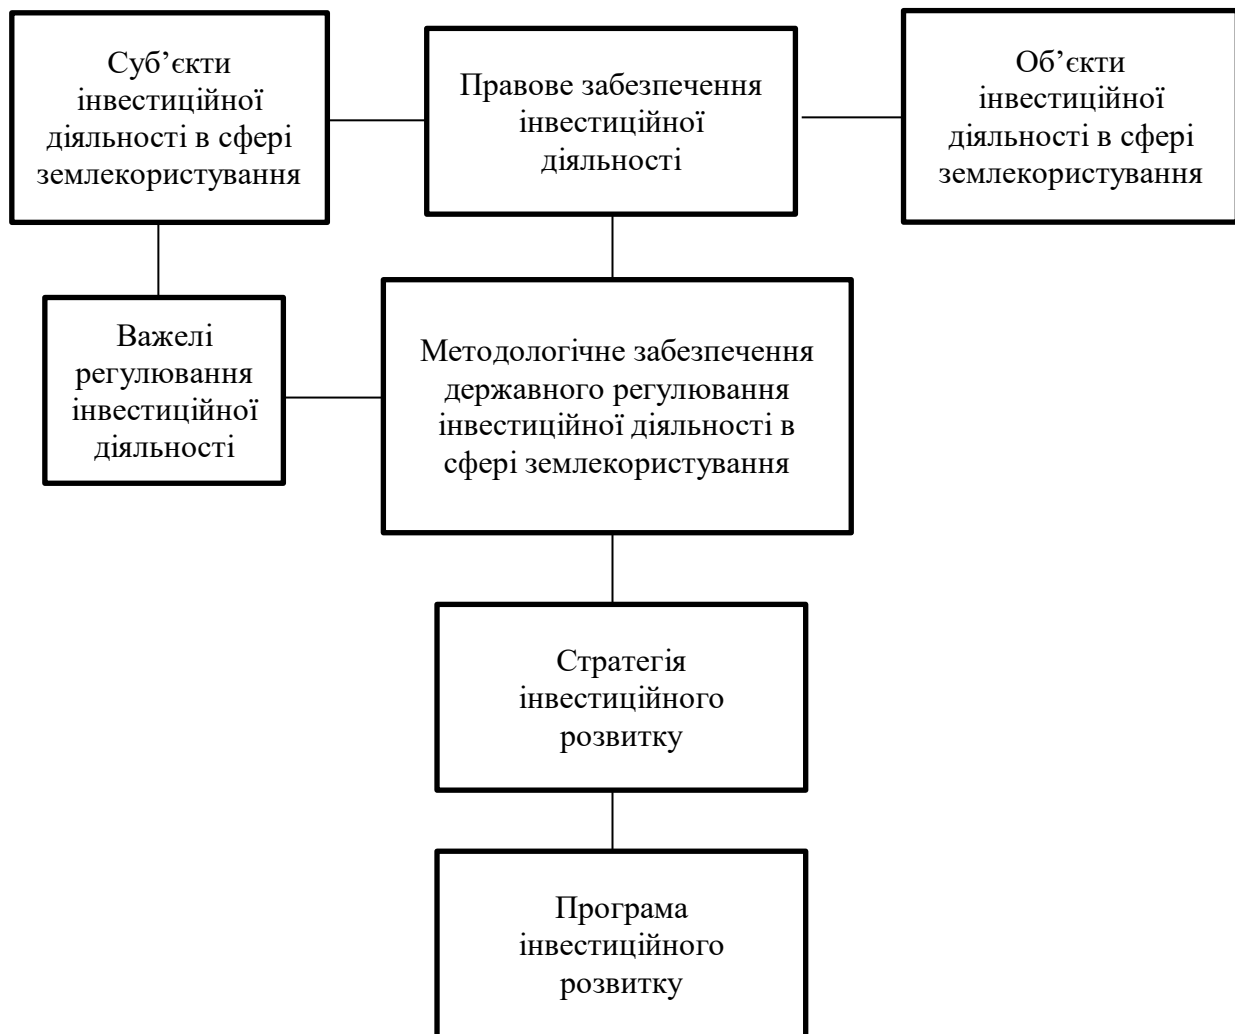 Суб’єкти
інвестиційної
діяльності в сфері
землекористування
Правове забезпечення
інвестиційної
діяльності
Об’єкти
інвестиційної
діяльності в сфері
землекористування
Важелі
регулювання
інвестиційної
діяльності
Методологічне забезпечення
державного регулювання
інвестиційної діяльності в
сфері землекористування
Стратегія
інвестиційного
розвитку
Програма
інвестиційного
розвитку